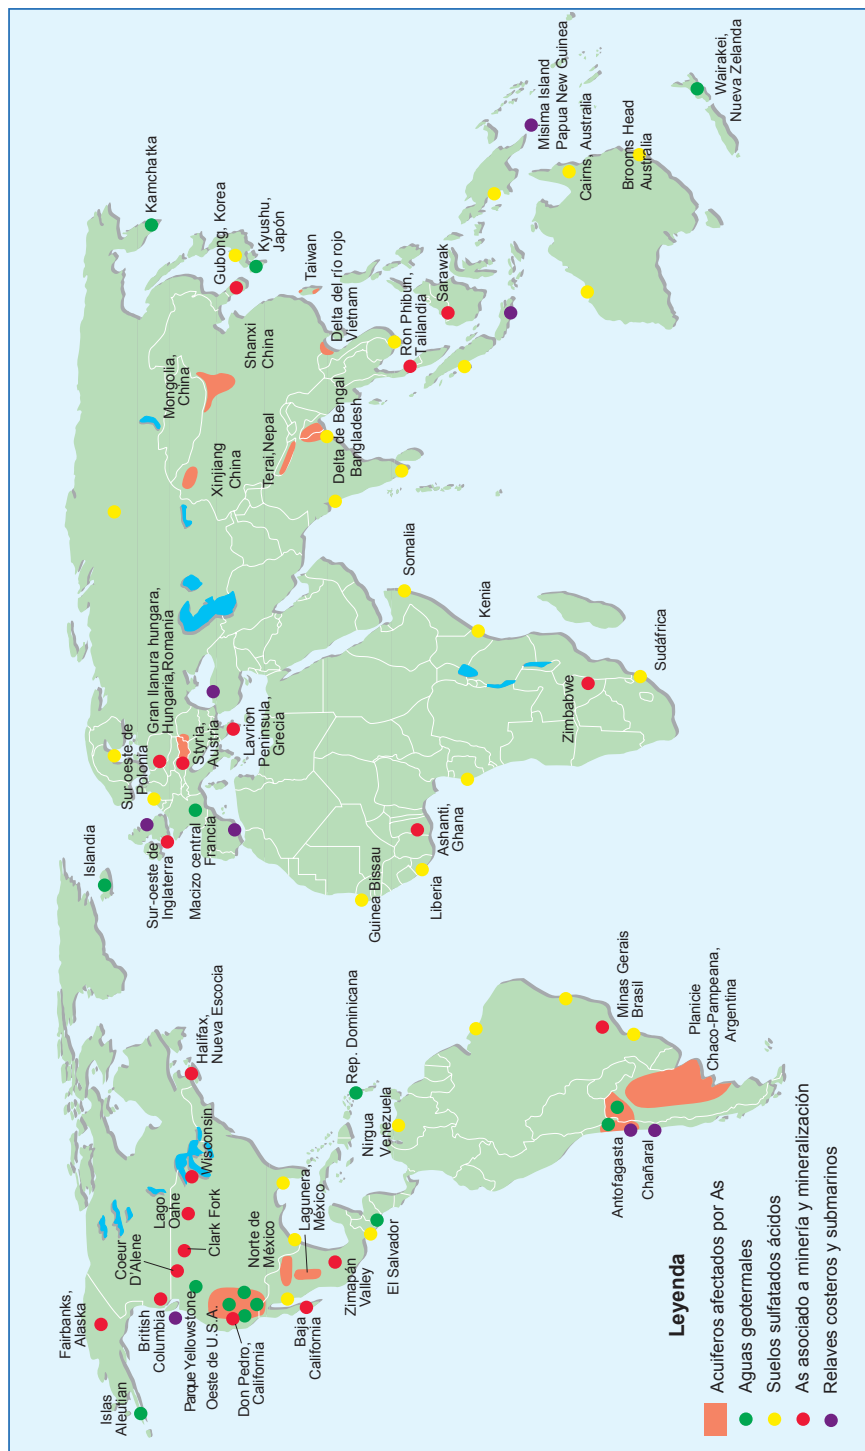 Fairbanks,
Alaska
Islas
Aleutian
British
Columbia
Parque Yellowstone
Oeste de U.S.A.
Don Pedro,
California
Coeur
D'Alene
Clark Fork
Lago
Oahe
Wisconsin
Halifax,
Nueva Escocia
Norte de
México
Lagunera,
México
Baja
California
Zimapán
Valley
El Salvador
Rep. Dominicana
Nirgua
Venezuela
Antofagasta
Chañaral
Minas Gerais
Brasil
Planicie
Chaco-Pampeana,
Argentina
Islandia
Sur-oeste de
Inglaterra
Macizo central
Francia
Sur-oeste de
Polonia
Gran llanura hungara,
Hungaria,Romania
Styria,
Austria
Lavrion
Peninsula,
Grecia
Guinea Bissau
Liberia
Ashanti,
Ghana
Somalia
Kenia
Zimbabwe
Sudáfrica
Mongolia,
China
Xinjiang
China
Shanxi
China
Terai,Nepal
Delta de Bengal
Bangladesh
Kamchatka
Gubong, Korea
Kyushu,
Japón
Taiwan
Delta del río rojo
Vietnam
Ron Phibun,
Tailandia
Sarawak
Misima Island
Papua New Guinea
Cairns, Australia
Brooms Head
Australia
Wairakei,
Nueva Zelanda
Leyenda
Acuiferos afectados por As
Aguas geotermales
Suelos sulfatados ácidos
As asociado a minería y mineralización
Relaves costeros y submarinos